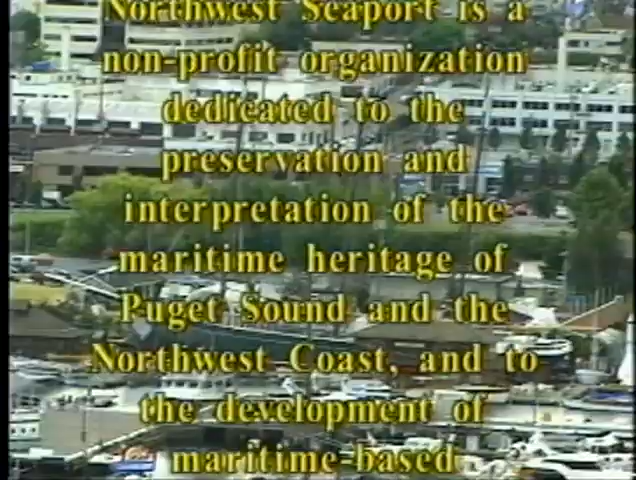 Northwest Seaport is a
non-profit organization
dedicated to the
preservation and
interpretation of the
maritime heritage of
Puget Sound and the
Northwest Coast, and to
the development of
maritime-based